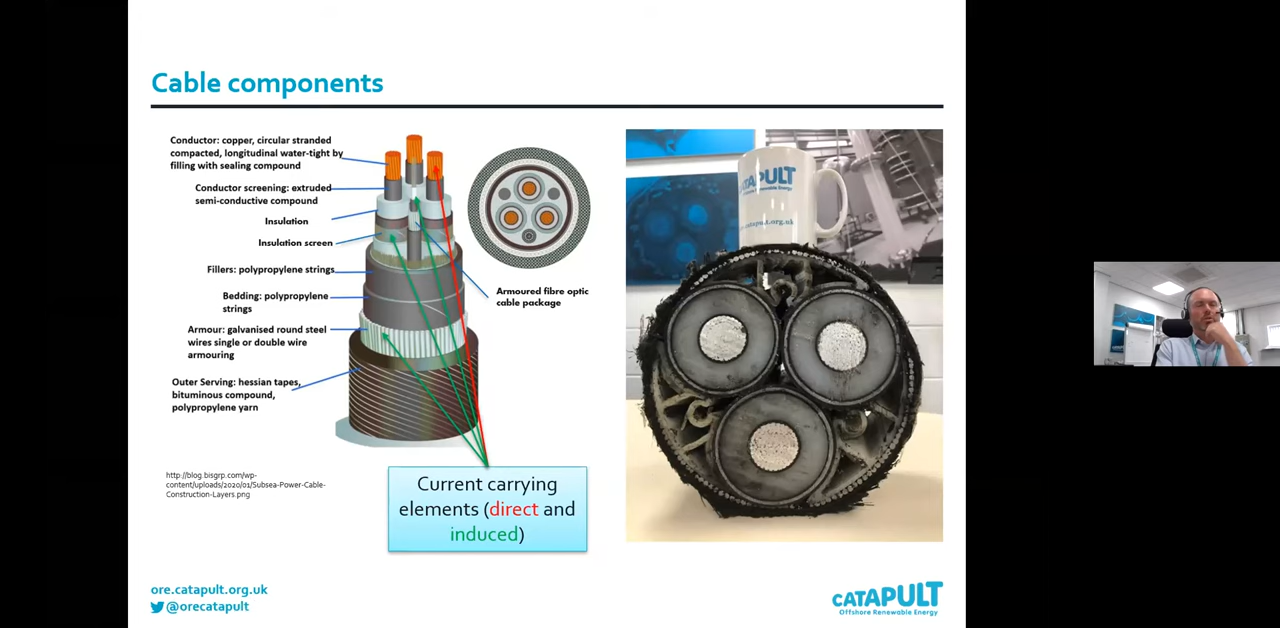 Cable components
Conductor: copper, circular stranded
compacted, longitudinal water-tight by
filling with sealing compound
Conductor screening: extruded
semi-conductive compound
Insulation
Insulation screen
Fillers: polypropylene strings
Bedding: polypropylene
strings
Armour: galvanised round steel
wires single or double wire
armouring
Outer Serving: hessian tapes,
bituminous compound,
polypropylene yarn
Armoured fibre optic
cable package
http://blog.bisgrp.com/wp-
content/uploads/2020/01/Subsea-Power-Cable-
Construction-Layers.png
Current carrying
elements (direct and
induced)
CATAPULT
ore.catapult.org.uk
@orecatapult
CATAPULT
Offshore Renewable Energy